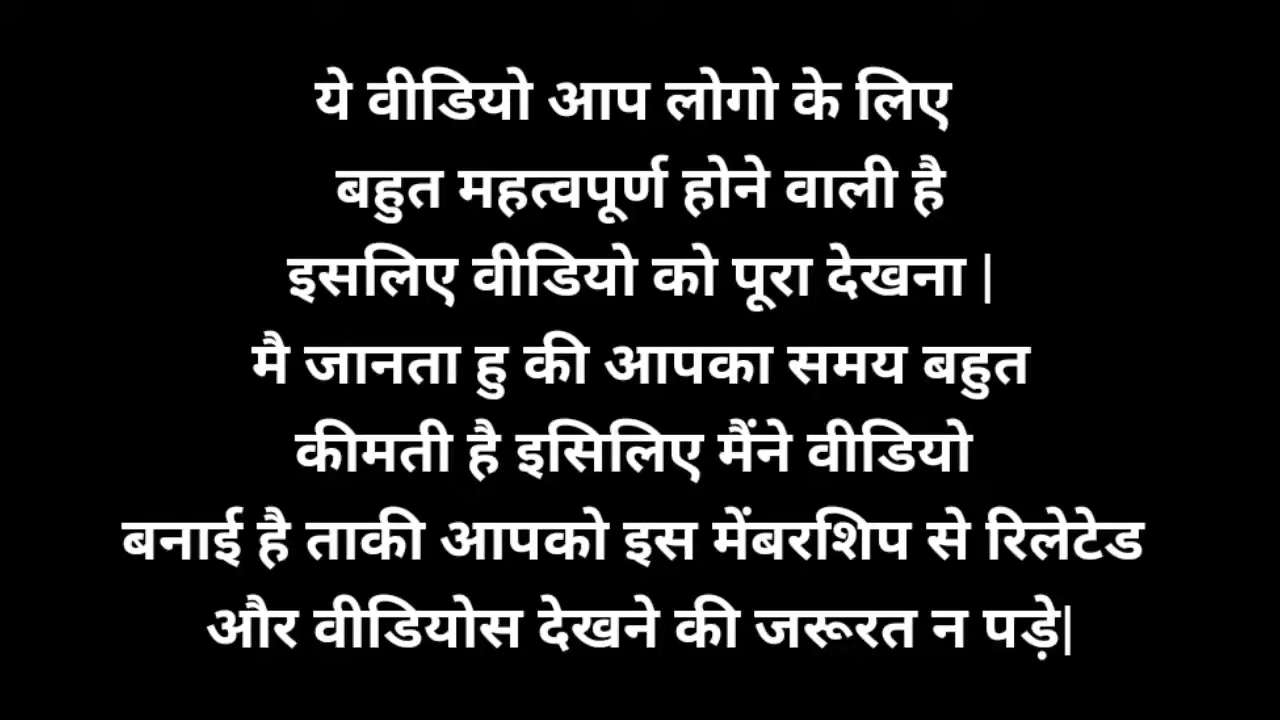 ये वीडियो आप लोगो के लिए
बहुत महत्वपूर्ण होने वाली है
इसलिए वीडियो को पूरा देखना |
मै जानता हु की आपका समय बहुत
कीमती है इसिलिए मैंने वीडियो
बनाई है ताकी आपको इस मेंबरशिप से रिलेटेड
और वीडियोस देखने की जरूरत न पड़े|